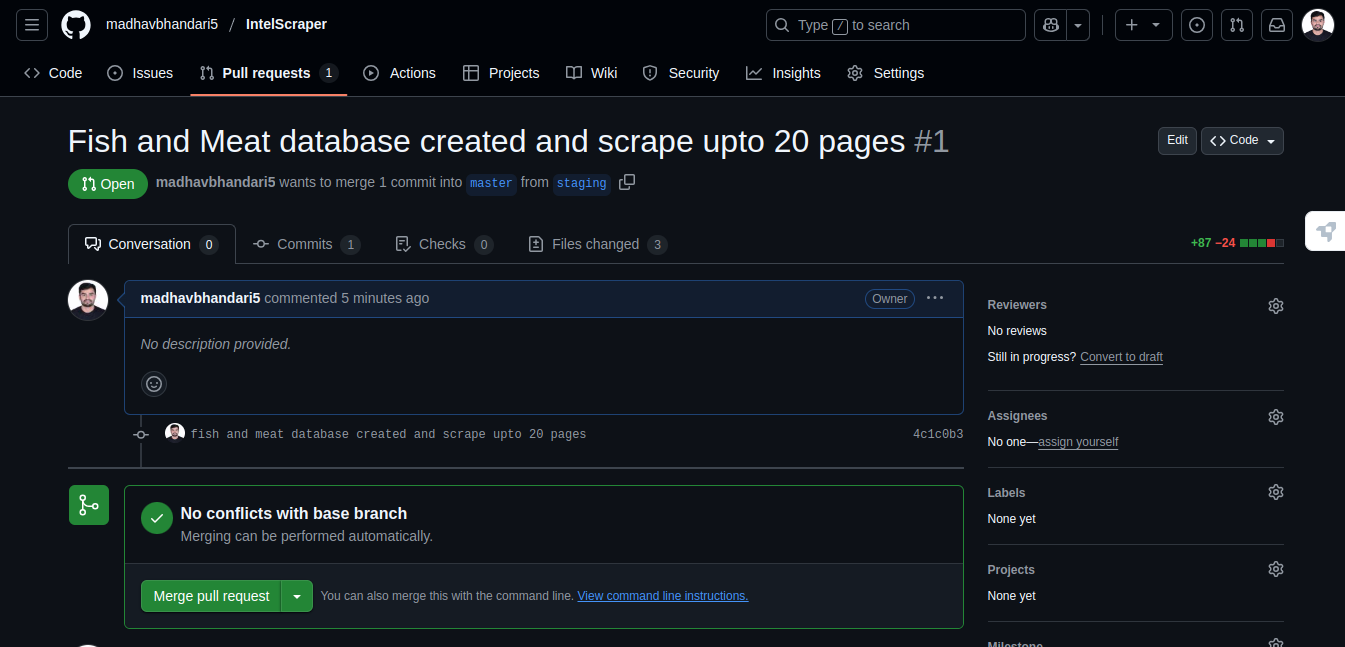 madhavbhandari5 / IntelScraper
Type / to search
Code Issues Pull requests 1 Actions Projects Wiki Security Insights Settings
Fish and Meat database created and scrape upto 20 pages #1
Edit Code
Open madhavbhandari5 wants to merge 1 commit into master from staging
Conversation 0 Commits 1 Checks 0 Files changed 3
+87 −24
madhavbhandari5 commented 5 minutes ago
Owner
No description provided.
fish and meat database created and scrape upto 20 pages 4c1c0b3
No conflicts with base branch
Merging can be performed automatically.
Merge pull request You can also merge this with the command line. View command line instructions.
Reviewers
No reviews
Still in progress? Convert to draft
Assignees
No one—assign yourself
Labels
None yet
Projects
None yet
Milestone